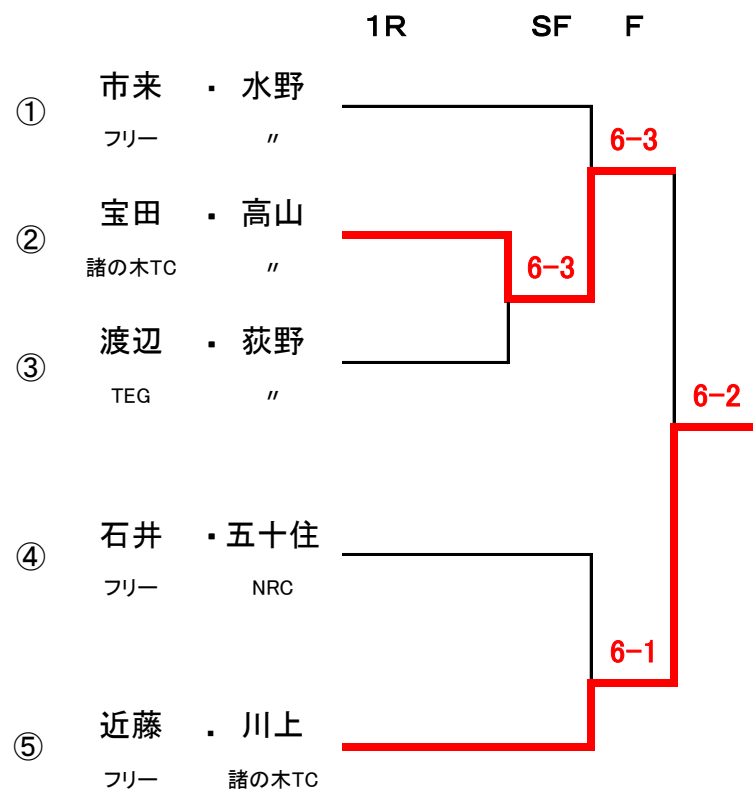 1R SF F
① 市来 ・ 水野
フリー 〃
6-3
② 宝田 ・ 高山
諸の木TC 〃
6-3
③ 渡辺 ・ 荻野
TEG 〃
6-2
④ 石井 ・ 五十住
フリー NRC
6-1
⑤ 近藤 ・ 川上
フリー 諸の木TC